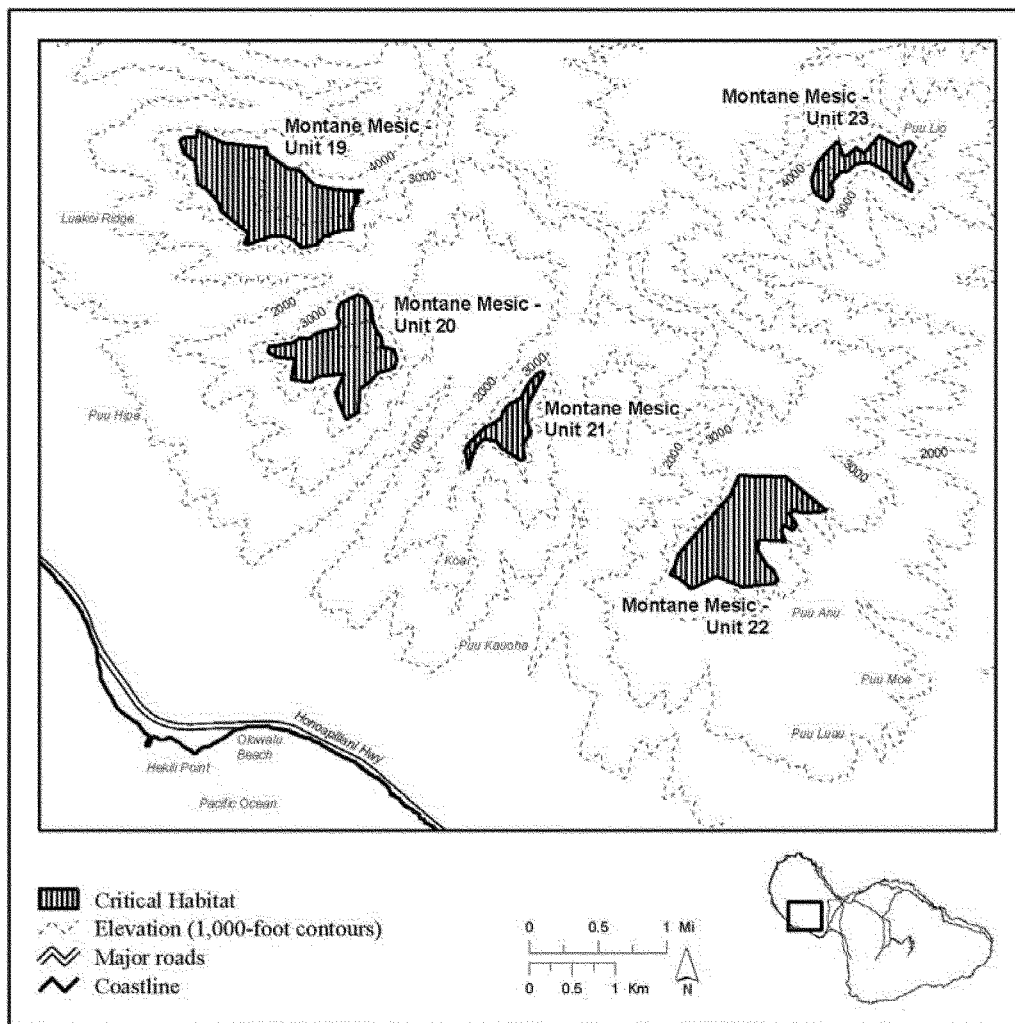 Montane Mesic -
Unit 23
Puu Lio
Montane Mesic -
Unit 19
4000
3000
4000
3000
Luakoi Ridge
2000
3000
Montane Mesic -
Unit 20
3000
2000
1000
Puu Hipa
Montane Mesic -
Unit 21
3000
2000
3000
2000
Koai
Montane Mesic -
Unit 22
Puu Anu
Puu Kauoha
Puu Moe
Puu Luau
Honoapiilani Hwy
Olowalu
Beach
Hekili Point
Pacific Ocean
Critical Habitat
Elevation (1,000-foot contours)
Major roads
Coastline
0 0.5 1 Mi
0 0.5 1 Km
N